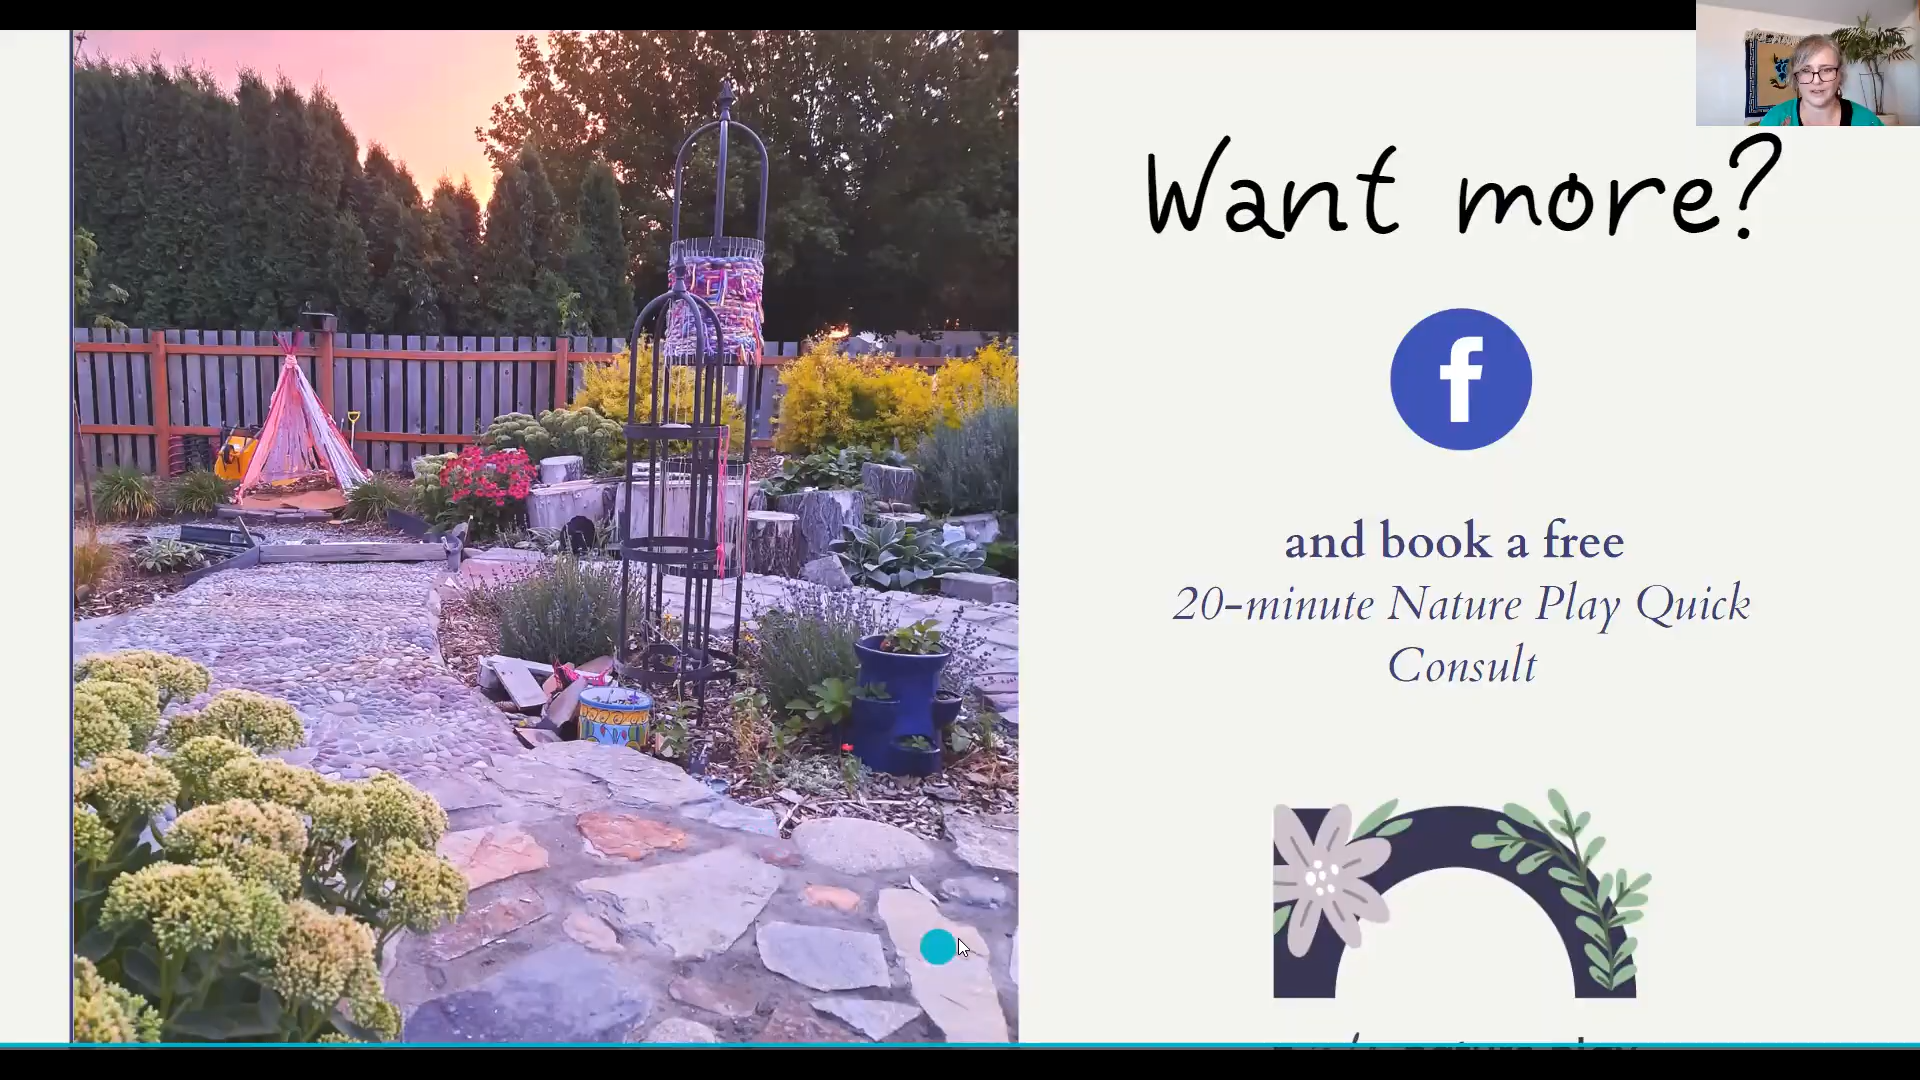 Want more?
f
and book a free
20-minute Nature Play Quick
Consult